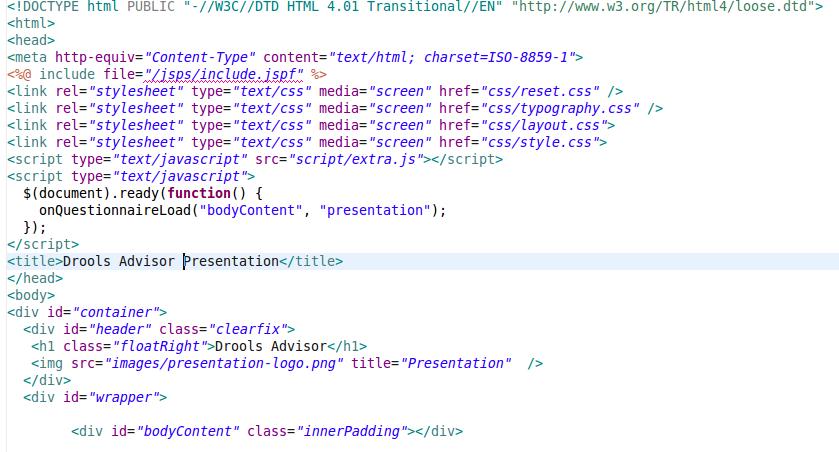 <!DOCTYPE html PUBLIC "-//W3C//DTD HTML 4.01 Transitional//EN" "http://www.w3.org/TR/html4/loose.dtd">
<html>
<head>
<meta http-equiv="Content-Type" content="text/html; charset=ISO-8859-1">
<%@ include file="/jsps/include.jspf" %>
<link rel="stylesheet" type="text/css" media="screen" href="css/reset.css" />
<link rel="stylesheet" type="text/css" media="screen" href="css/typography.css" />
<link rel="stylesheet" type="text/css" media="screen" href="css/layout.css">
<link rel="stylesheet" type="text/css" media="screen" href="css/style.css">
<script type="text/javascript" src="script/extra.js"></script>
<script type="text/javascript">
  $(document).ready(function() {
    onQuestionnaireLoad("bodyContent", "presentation");
  });
</script>
<title>Drools Advisor Presentation</title>
</head>
<body>
<div id="container">
  <div id="header" class="clearfix">
   <h1 class="floatRight">Drools Advisor</h1>
   <img src="images/presentation-logo.png" title="Presentation"  />
  </div>
  <div id="wrapper">
        <div id="bodyContent" class="innerPadding"></div>